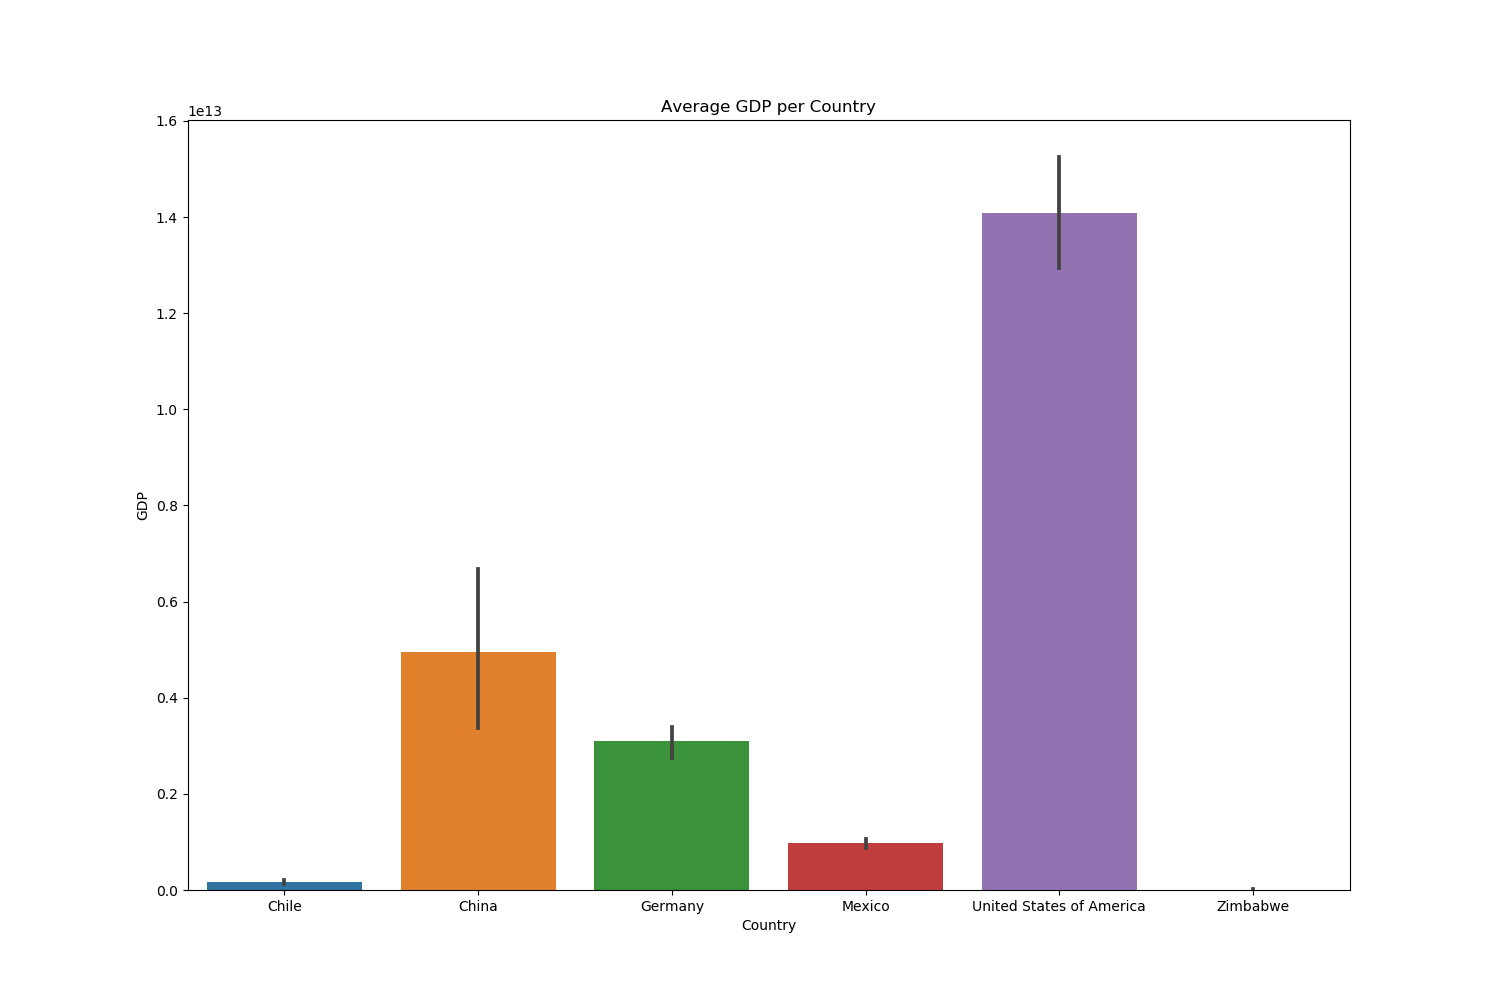 Average GDP per Country
1e13
1.6
1.4
1.2
1.0
0.8
0.6
0.4
0.2
0.0
GDP
Chile China Germany Mexico United States of America Zimbabwe
Country